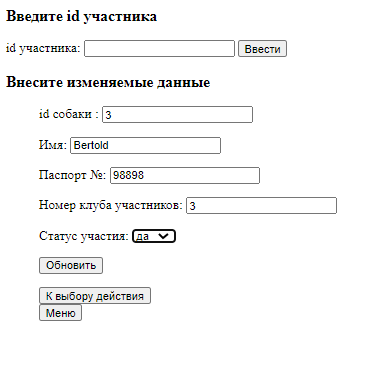 Введите id участника
id участника: Ввести
Внесите изменяемые данные
id собаки : 3
Имя: Bertold
Паспорт №: 98898
Номер клуба участников: 3
Статус участия: да
Обновить
К выбору действия
Меню